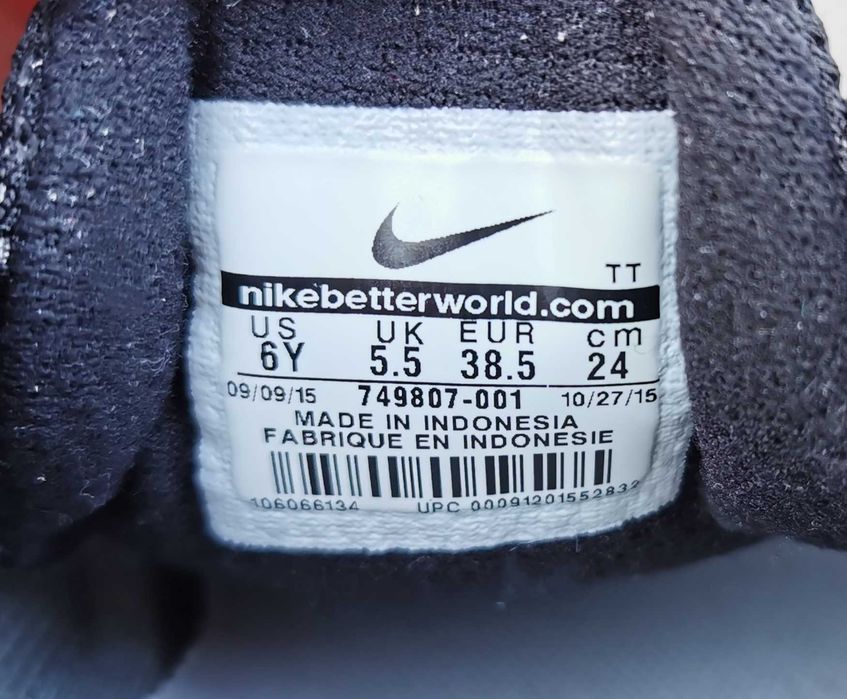 TT
nikebetterworld.com
US UK EUR cm
6Y 5.5 38.5 24
09/09/15 749807-001 10/27/15
MADE IN INDONESIA
FABRIQUE EN INDONESIE
106066134 UPC 00091201552832